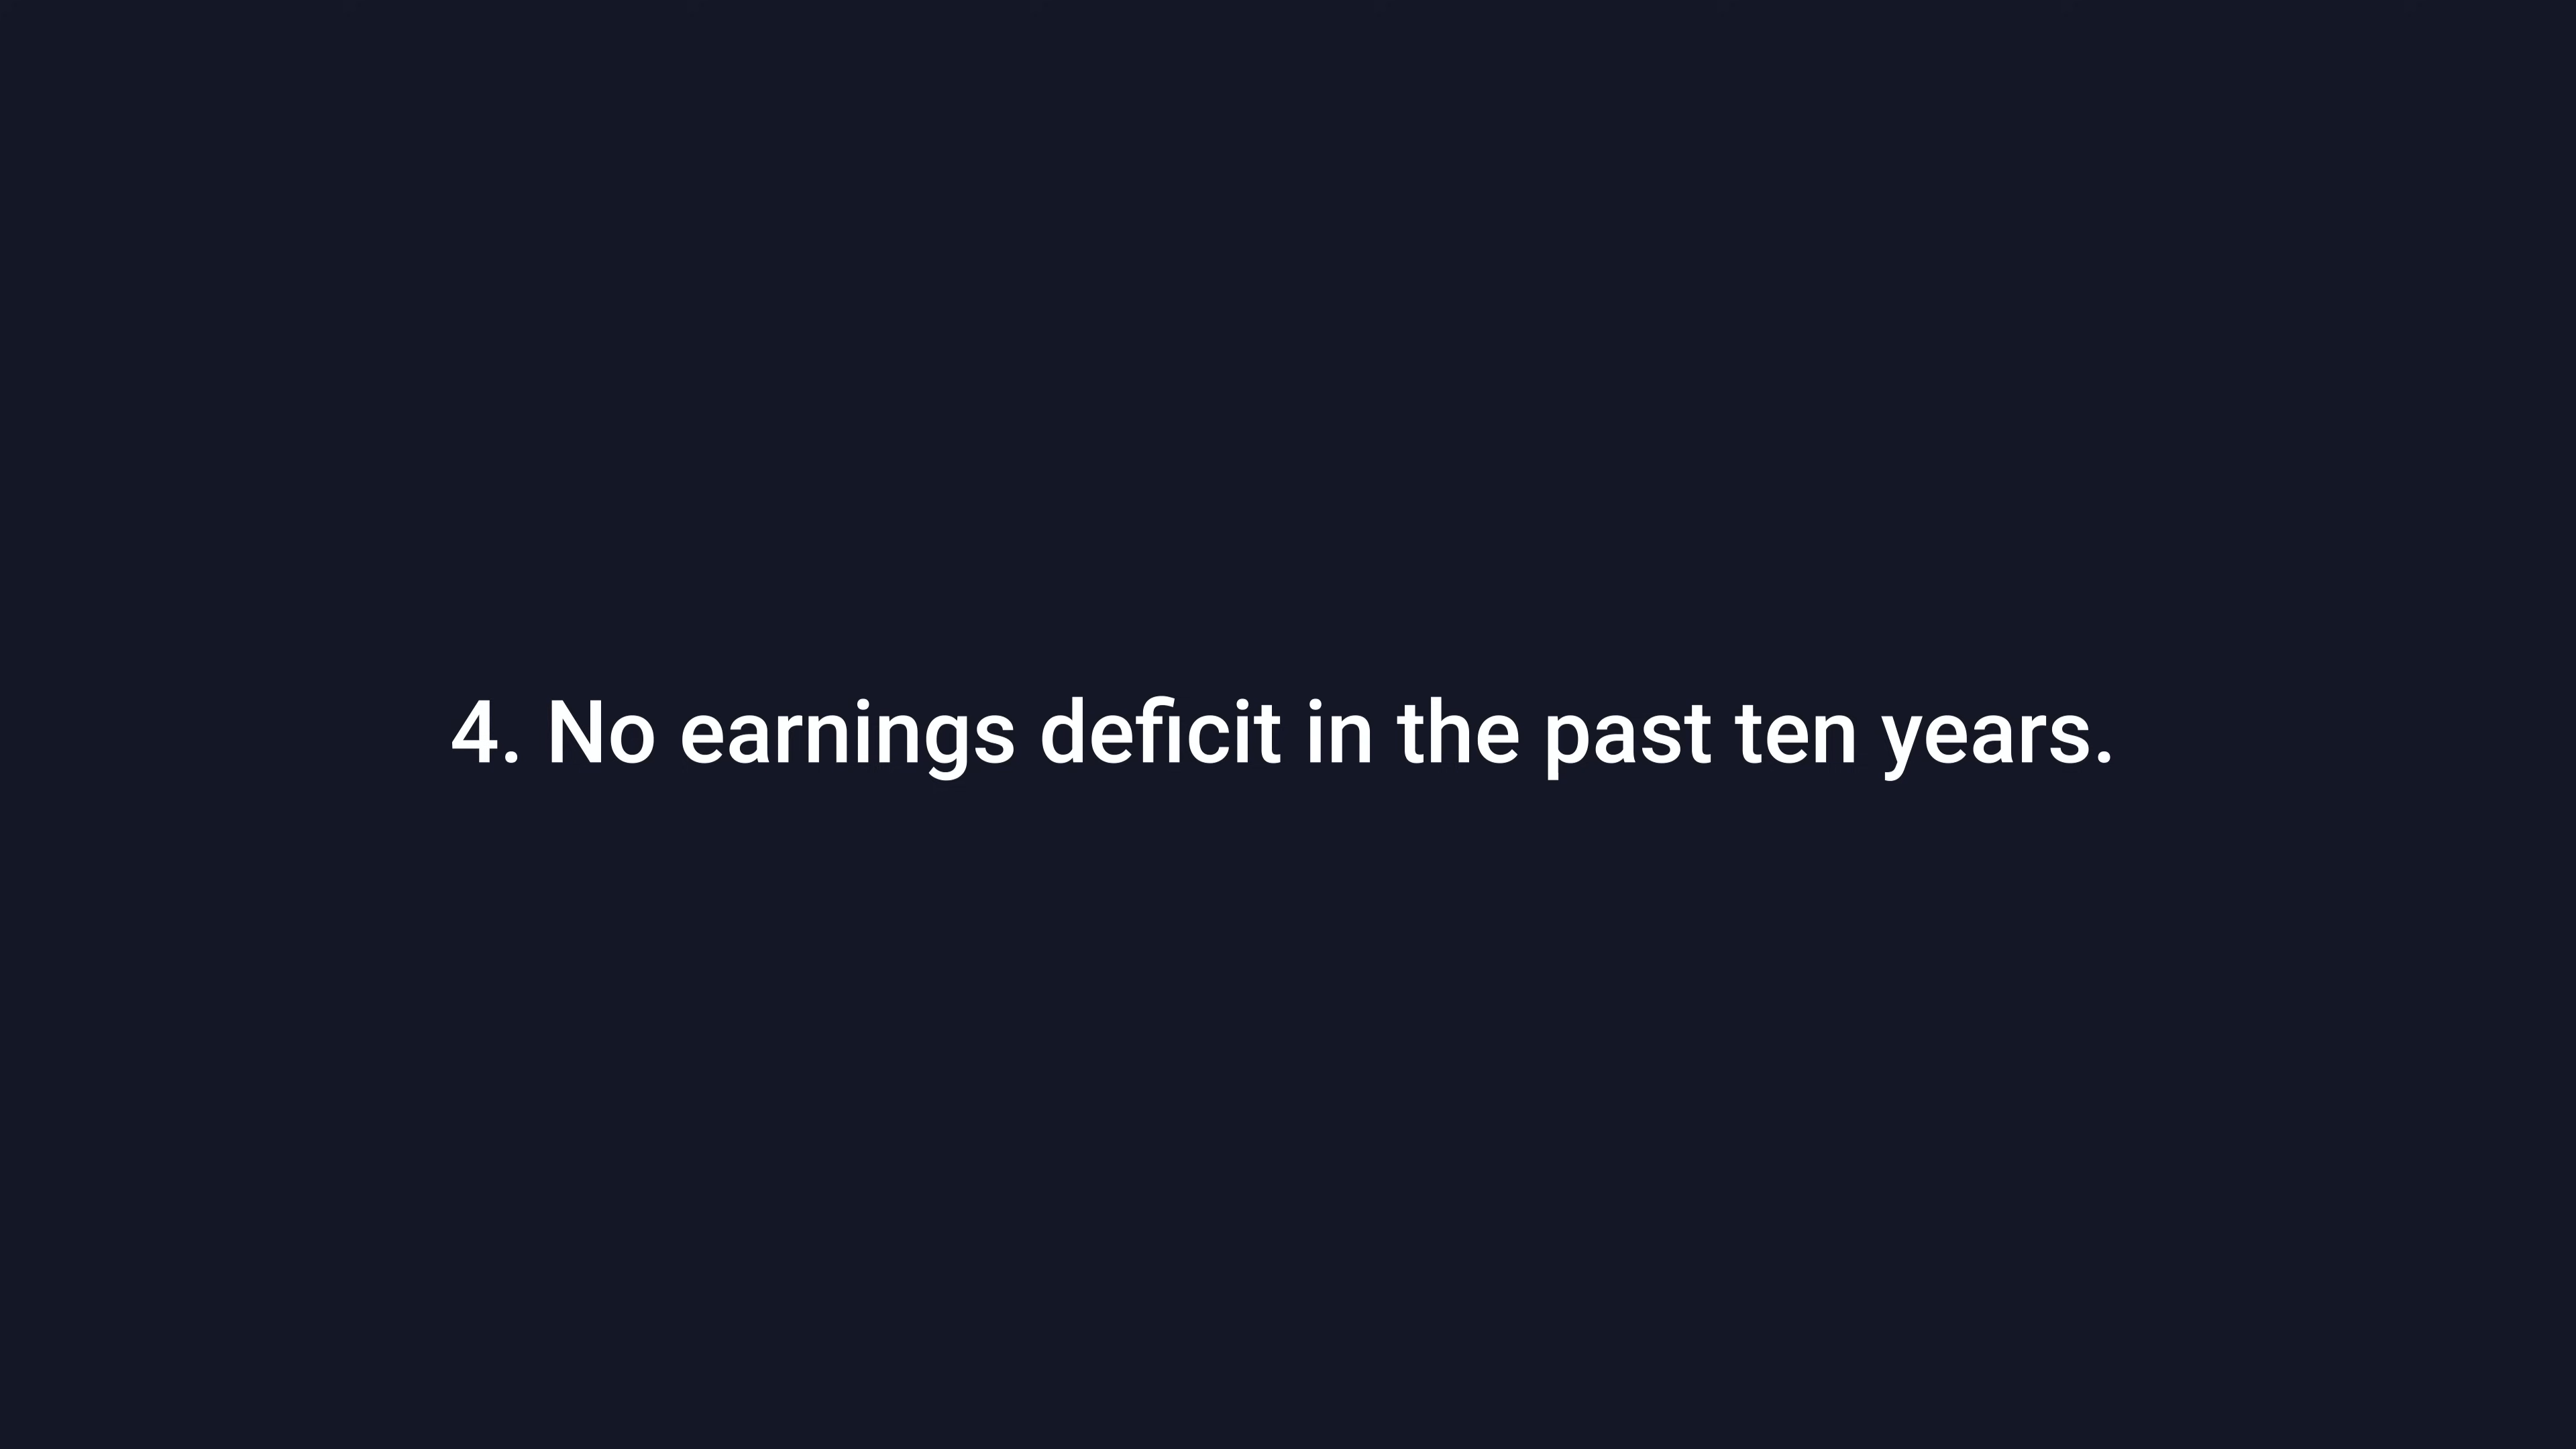 4. No earnings deficit in the past ten years.